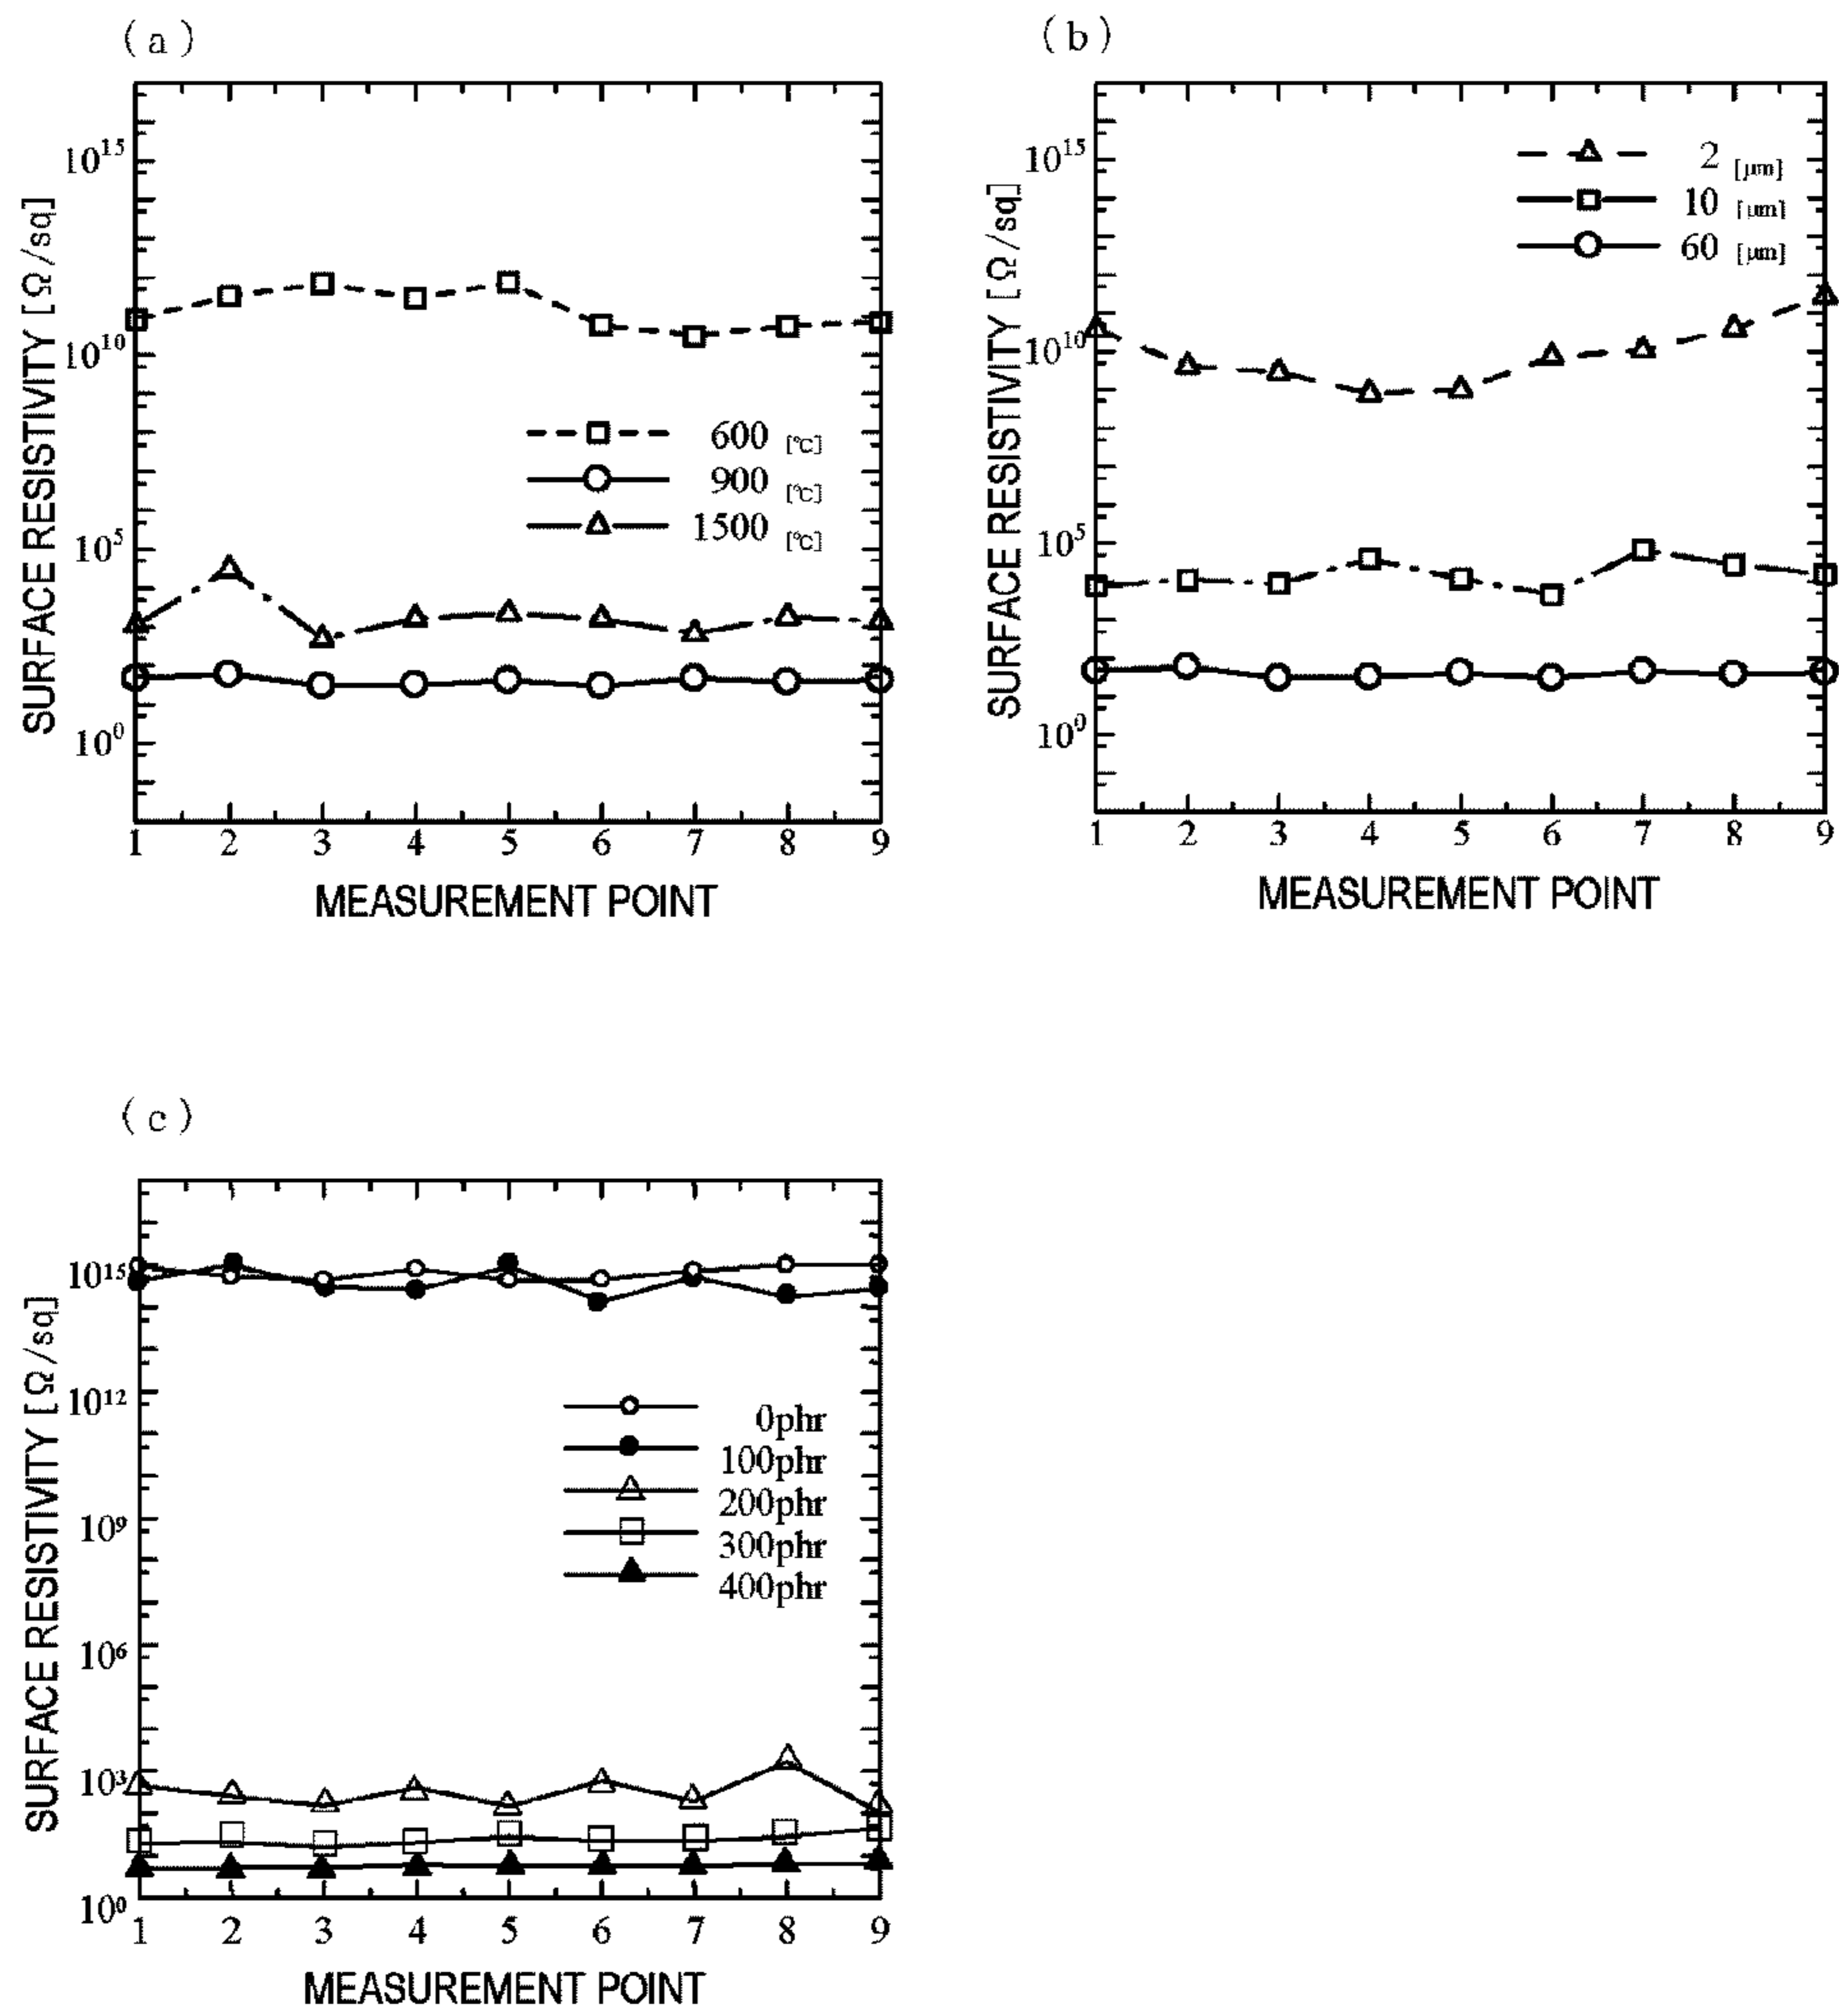 (a)
SURFACE RESISTIVITY [Ω/sq]
10^15
10^10
10^5
10^0
600 [℃]
900 [℃]
1500 [℃]
1 2 3 4 5 6 7 8 9
MEASUREMENT POINT
(b)
SURFACE RESISTIVITY [Ω/sq]
10^15
10^10
10^5
10^0
2 [μm]
10 [μm]
60 [μm]
1 2 3 4 5 6 7 8 9
MEASUREMENT POINT
(c)
SURFACE RESISTIVITY [Ω/sq]
10^15
10^12
10^9
10^6
10^3
10^0
0phr
100phr
200phr
300phr
400phr
1 2 3 4 5 6 7 8 9
MEASUREMENT POINT